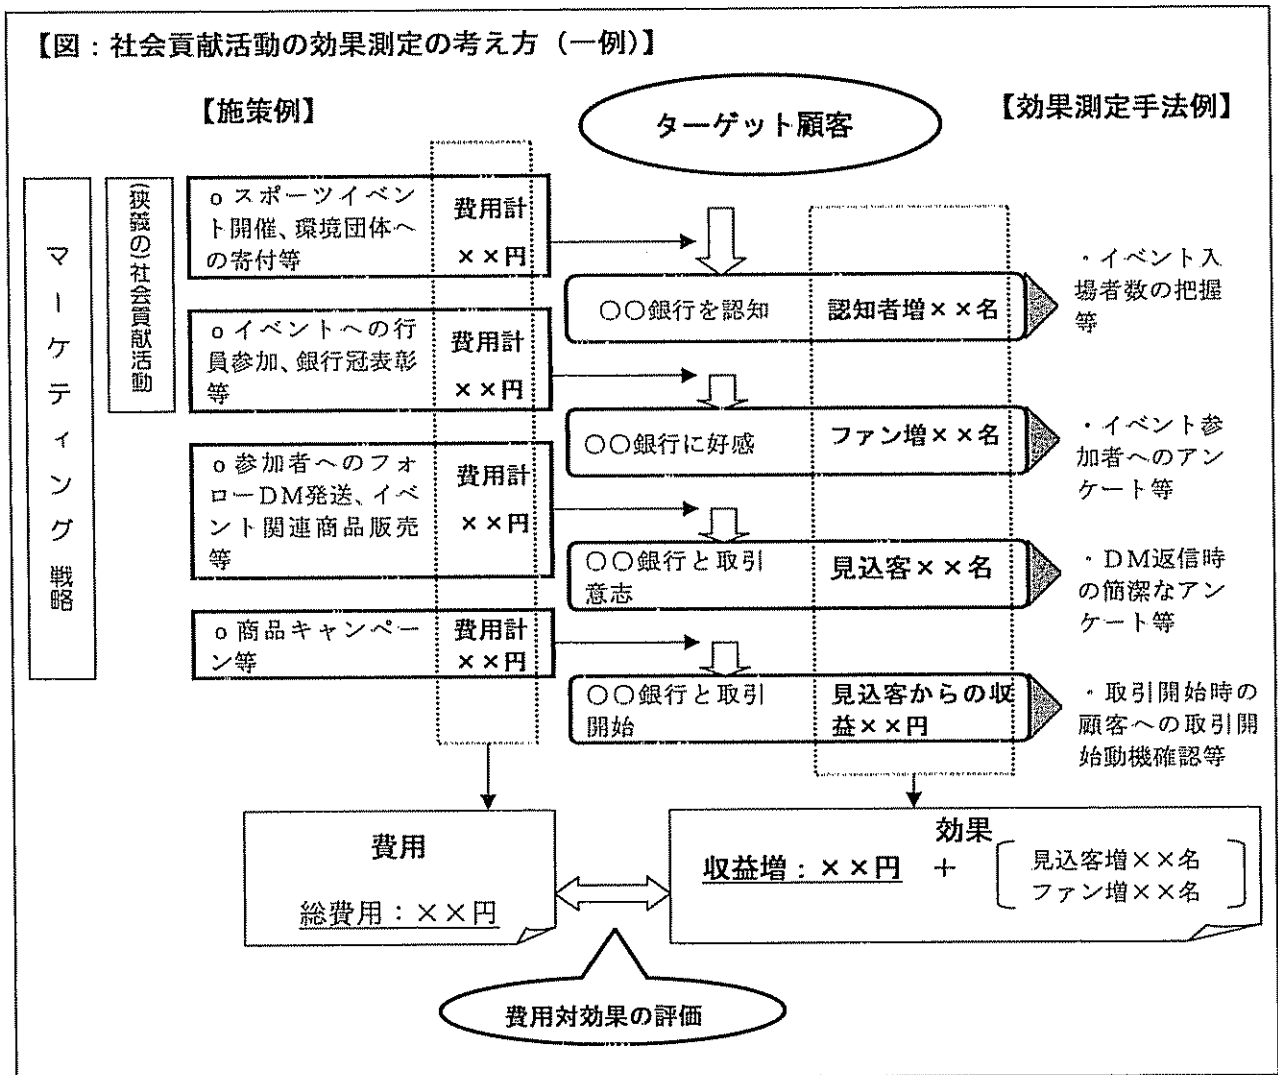 【図：社会貢献活動の効果測定の考え方（一例）】
【施策例】
ターゲット顧客
【効果測定手法例】
マーケティング戦略
(狭義の)社会貢献活動
o スポーツイベン
ト開催、環境団体へ
の寄付等
費用計
××円
o イベントへの行
員参加、銀行冠表彰
等
費用計
××円
o 参加者へのフォ
ローDM発送、イベ
ント関連商品販売
等
費用計
××円
o 商品キャンペー
ン等
費用計
××円
○○銀行を認知
認知者増××名
・イベント入
場者数の把握
等
○○銀行に好感
ファン増××名
・イベント参
加者へのアン
ケート等
○○銀行と取引
意志
見込客××名
・DM返信時
の簡潔なアン
ケート等
○○銀行と取引
開始
見込客からの収
益××円
・取引開始時の
顧客への取引開
始動機確認等
費用
総費用：××円
効果
収益増：××円 ＋
見込客増××名
ファン増××名
費用対効果の評価